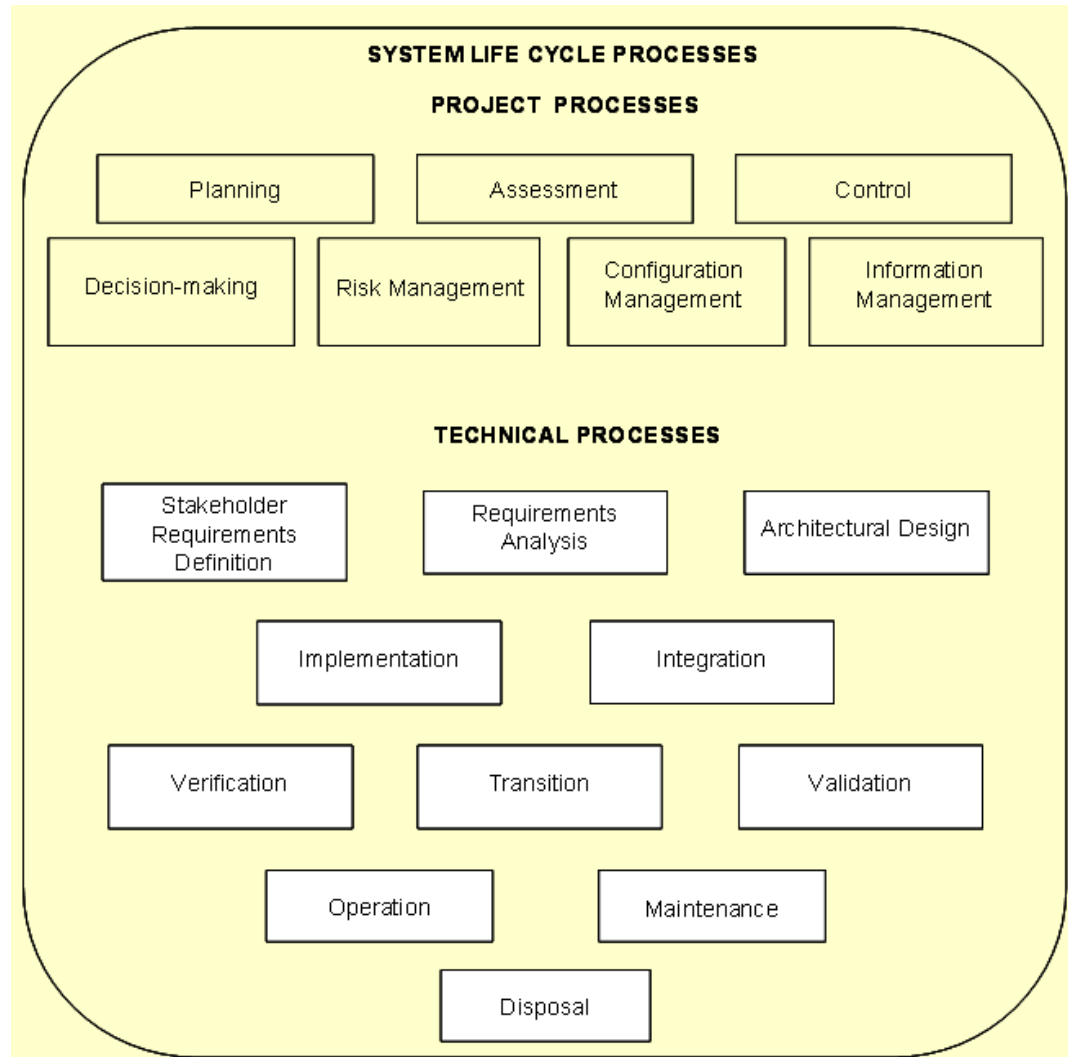 SYSTEM LIFE CYCLE PROCESSES
PROJECT PROCESSES
Planning
Assessment
Control
Decision-making
Risk Management
Configuration
Management
Information
Management
TECHNICAL PROCESSES
Stakeholder
Requirements
Definition
Requirements
Analysis
Architectural Design
Implementation
Integration
Verification
Transition
Validation
Operation
Maintenance
Disposal